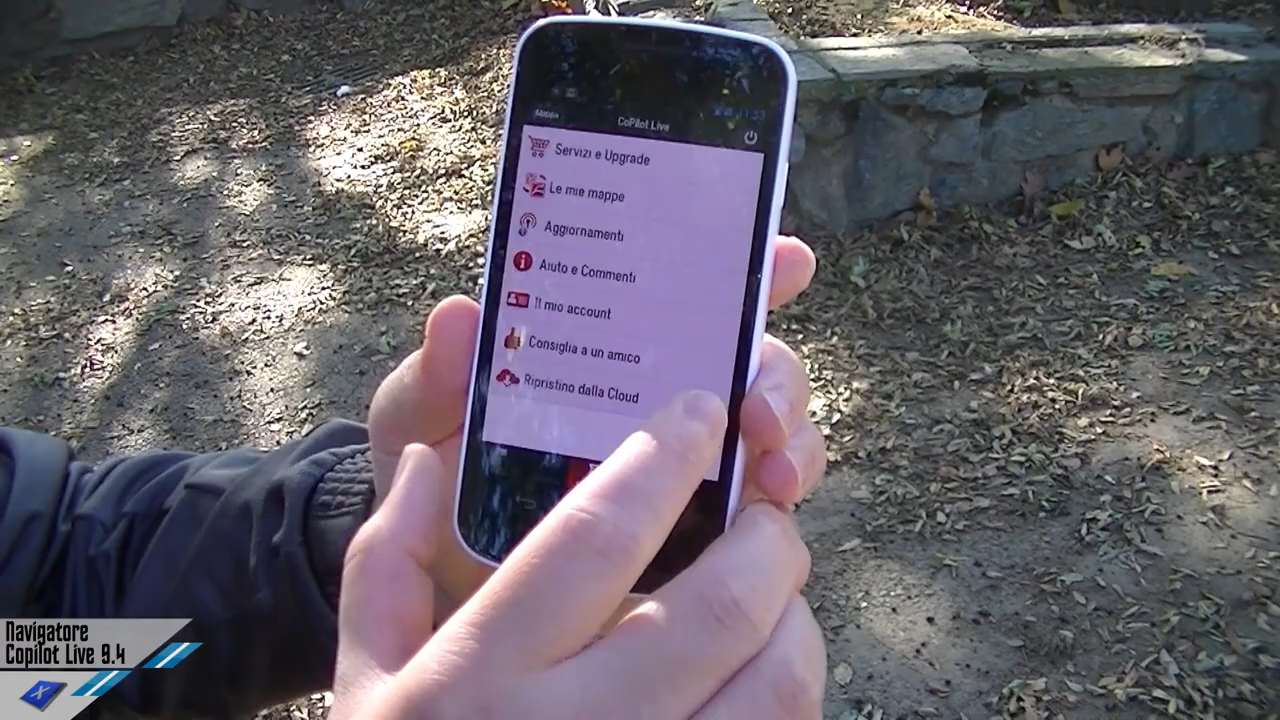 Mappa
CoPilot Live
Servizi e Upgrade
Le mie mappe
Aggiornamenti
Aiuto e Commenti
Il mio account
Consiglia a un amico
Ripristino dalla Cloud
Navigatore
Copilot Live 9.4
X